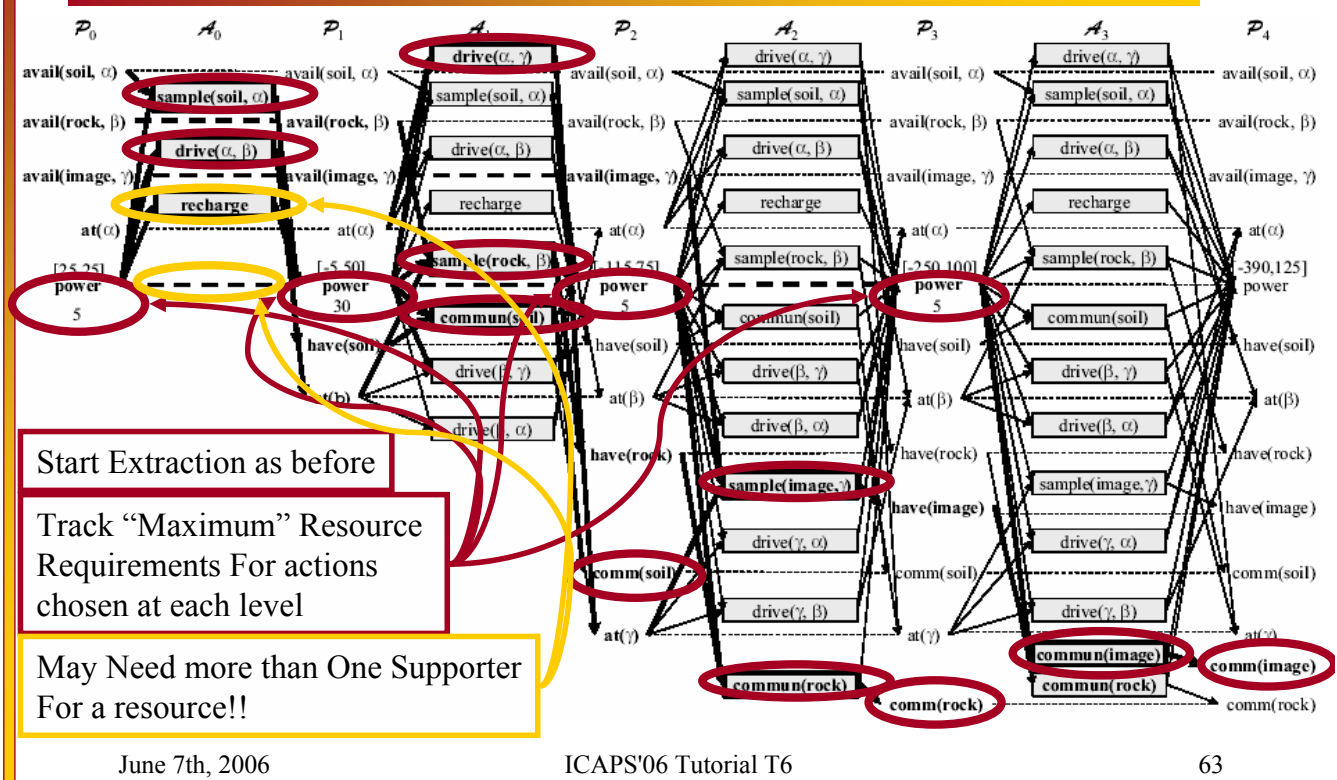 𝒫0 𝒜0 𝒫1 𝒜1 𝒫2 𝒜2 𝒫3 𝒜3 𝒫4
avail(soil, α)
avail(rock, β)
avail(image, γ)
at(α)
[25,25]
power
5
sample(soil, α)
drive(α, β)
recharge
avail(soil, α)
avail(rock, β)
avail(image, γ)
at(α)
[-5,50]
power
30
have(soil)
at(b)
drive(α, γ)
sample(soil, α)
drive(α, β)
recharge
sample(rock, β)
commun(soil)
drive(β, γ)
drive(β, α)
avail(soil, α)
avail(rock, β)
avail(image, γ)
at(α)
[-115,75]
power
5
have(soil)
at(β)
have(rock)
comm(soil)
at(γ)
drive(α, γ)
sample(soil, α)
drive(α, β)
recharge
sample(rock, β)
commun(soil)
drive(β, γ)
drive(β, α)
sample(image,γ)
drive(γ, α)
drive(γ, β)
commun(rock)
avail(soil, α)
avail(rock, β)
avail(image, γ)
at(α)
[-250,100]
power
5
have(soil)
at(β)
have(rock)
have(image)
comm(soil)
at(γ)
comm(rock)
drive(α, γ)
sample(soil, α)
drive(α, β)
recharge
sample(rock, β)
commun(soil)
drive(β, γ)
drive(β, α)
sample(image,γ)
drive(γ, α)
drive(γ, β)
commun(image)
commun(rock)
avail(soil, α)
avail(rock, β)
avail(image, γ)
at(α)
[-390,125]
power
have(soil)
at(β)
have(rock)
have(image)
comm(soil)
at(γ)
comm(image)
comm(rock)
Start Extraction as before
Track “Maximum” Resource
Requirements For actions
chosen at each level
May Need more than One Supporter
For a resource!!
June 7th, 2006 ICAPS'06 Tutorial T6 63